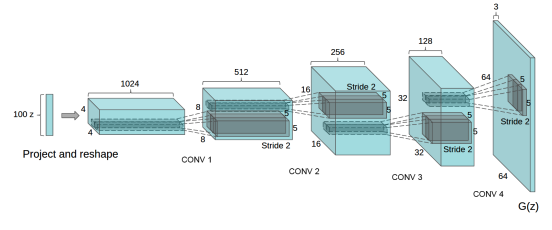 3
128
256
512
1024
64
5
5
Stride 2
16
Stride 2
5
5
32
8
5
5
Stride 2
4
100 z
4
8
16
32
5
5
Stride 2
64
Project and reshape
CONV 1
CONV 2
CONV 3
CONV 4
G(z)